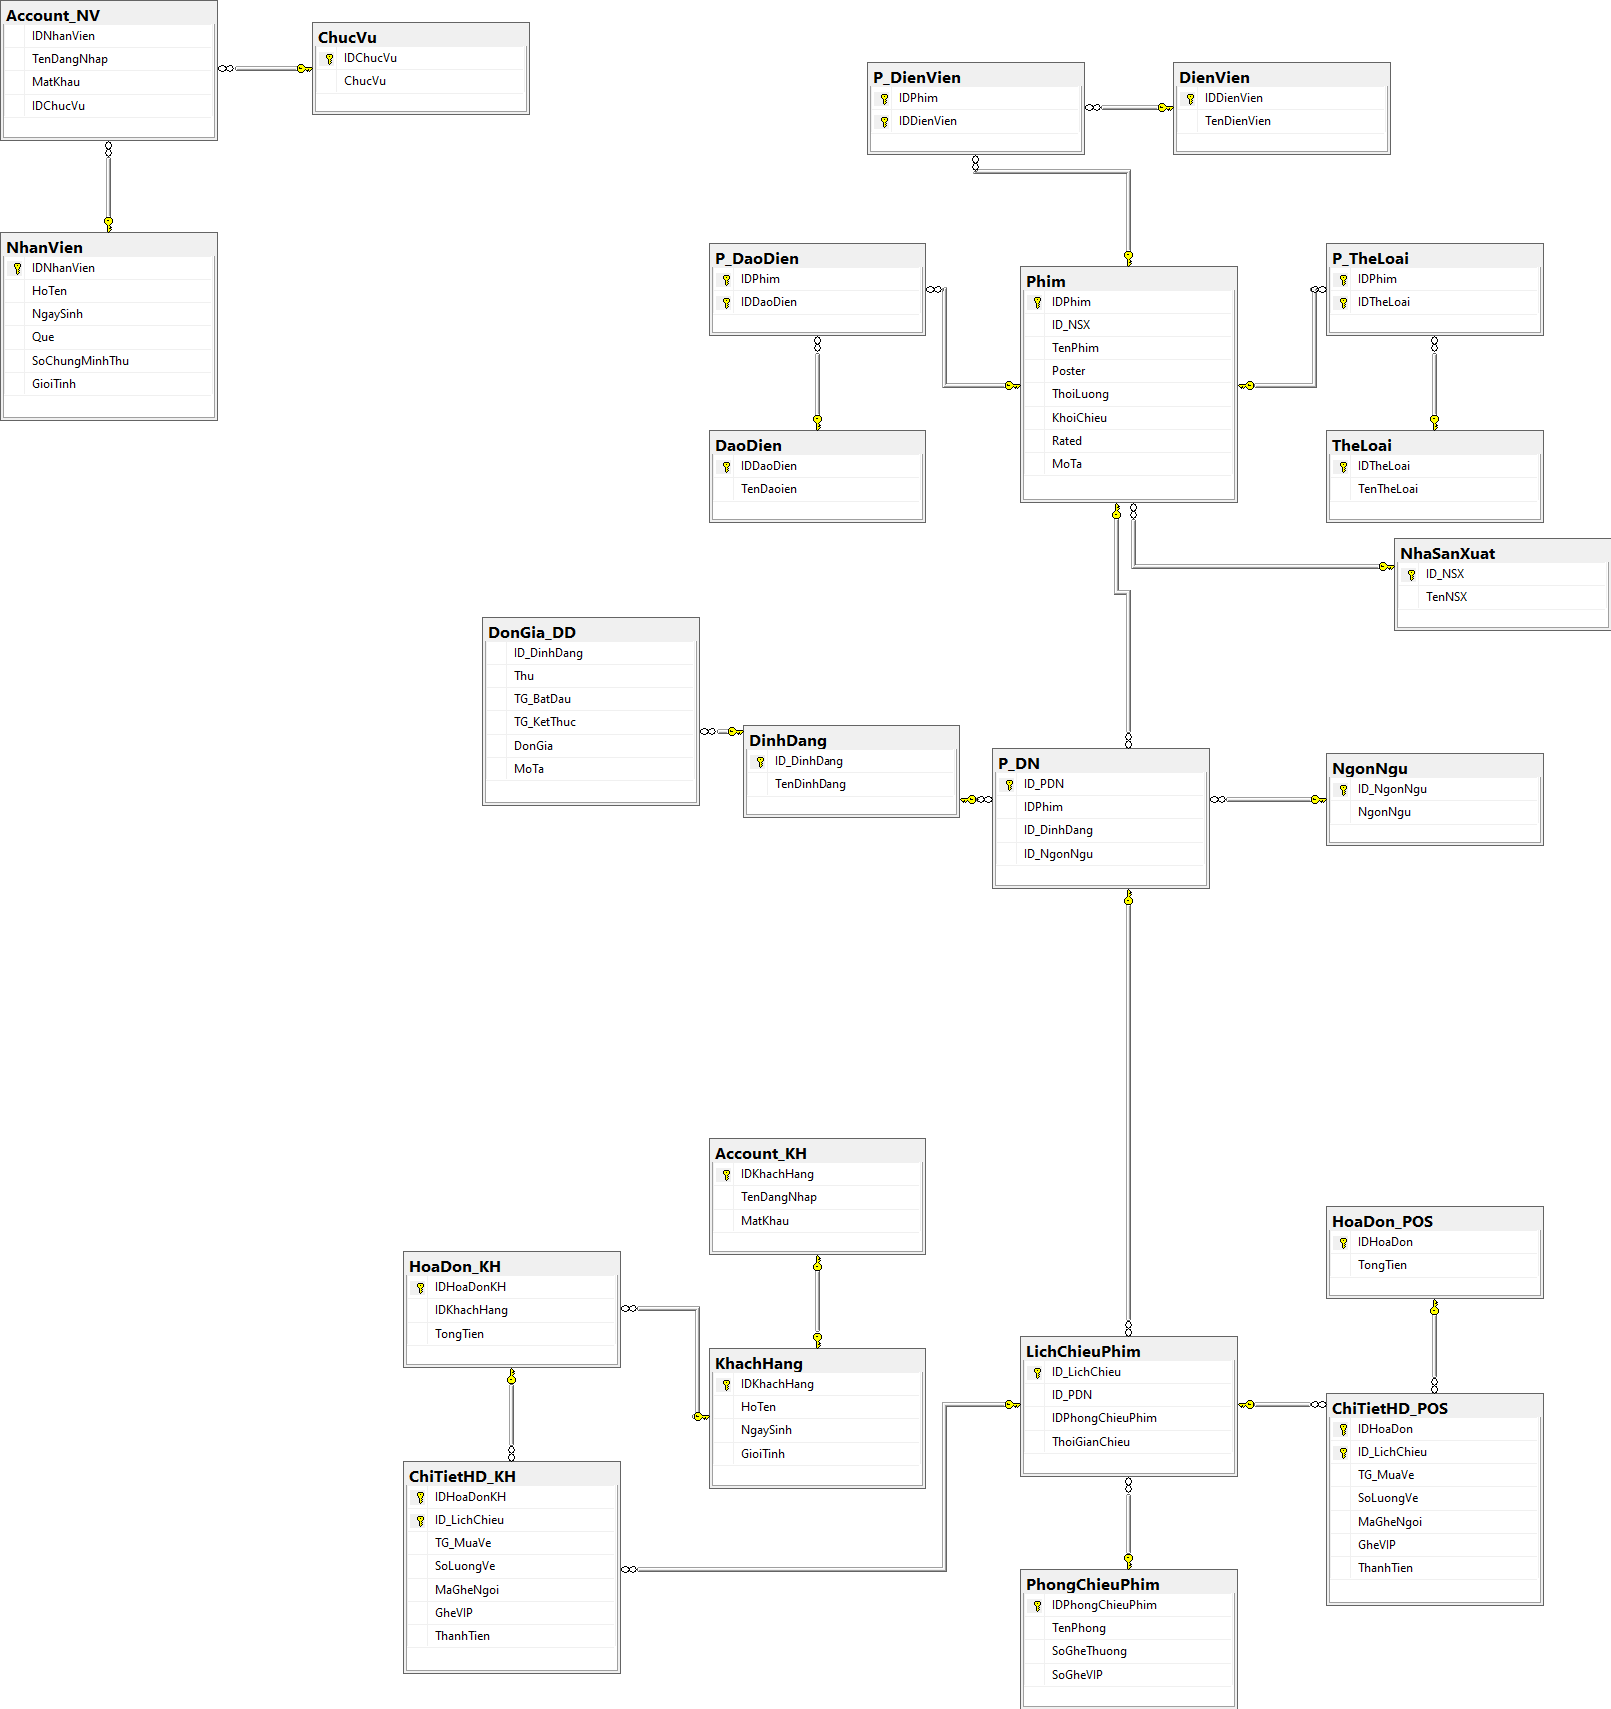 Account_NV
IDNhanVien
TenDangNhap
MatKhau
IDChucVu
ChucVu
IDChucVu
ChucVu
P_DienVien
IDPhim
IDDienVien
DienVien
IDDienVien
TenDienVien
NhanVien
IDNhanVien
HoTen
NgaySinh
Que
SoChungMinhThu
GioiTinh
P_DaoDien
IDPhim
IDDaoDien
Phim
IDPhim
ID_NSX
TenPhim
Poster
ThoiLuong
KhoiChieu
Rated
MoTa
P_TheLoai
IDPhim
IDTheLoai
DaoDien
IDDaoDien
TenDaoien
TheLoai
IDTheLoai
TenTheLoai
NhaSanXuat
ID_NSX
TenNSX
DonGia_DD
ID_DinhDang
Thu
TG_BatDau
TG_KetThuc
DonGia
MoTa
DinhDang
ID_DinhDang
TenDinhDang
P_DN
ID_PDN
IDPhim
ID_DinhDang
ID_NgonNgu
NgonNgu
ID_NgonNgu
NgonNgu
Account_KH
IDKhachHang
TenDangNhap
MatKhau
HoaDon_POS
IDHoaDon
TongTien
HoaDon_KH
IDHoaDonKH
IDKhachHang
TongTien
KhachHang
IDKhachHang
HoTen
NgaySinh
GioiTinh
LichChieuPhim
ID_LichChieu
ID_PDN
IDPhongChieuPhim
ThoiGianChieu
ChiTietHD_POS
IDHoaDon
ID_LichChieu
TG_MuaVe
SoLuongVe
MaGheNgoi
GheVIP
ThanhTien
ChiTietHD_KH
IDHoaDonKH
ID_LichChieu
TG_MuaVe
SoLuongVe
MaGheNgoi
GheVIP
ThanhTien
PhongChieuPhim
IDPhongChieuPhim
TenPhong
SoGheThuong
SoGheVIP